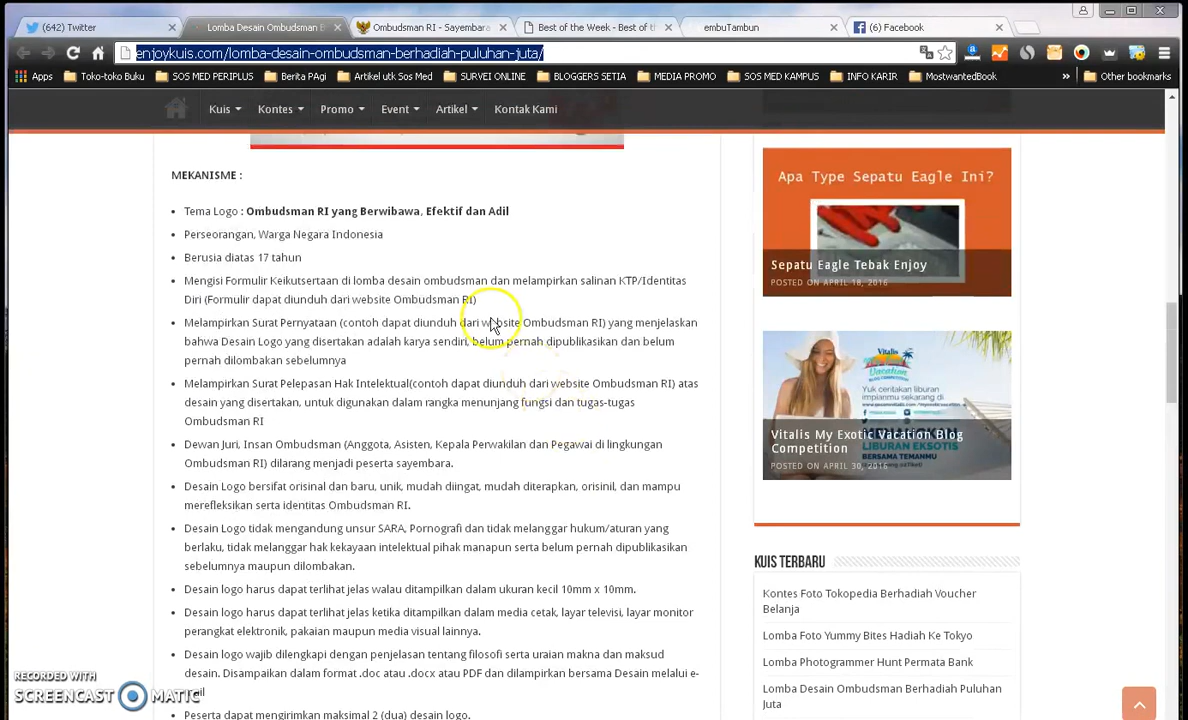 (642) Twitter
Lomba Desain Ombudsman B
Ombudsman RI - Sayembara
Best of the Week - Best of t
embuTambun
(6) Facebook
enjoykuis.com/lomba-desain-ombudsman-berhadiah-puluhan-juta/
Apps Toko-toko Buku SOS MED PERIPLUS Berita PAgi Artikel utk Sos Med SURVEI ONLINE BLOGGERS SETIA MEDIA PROMO SOS MED KAMPUS INFO KARIR MostwantedBook » Other bookmarks
Kuis Kontes Promo Event Artikel Kontak Kami
MEKANISME :
• Tema Logo : Ombudsman RI yang Berwibawa, Efektif dan Adil
• Perseorangan, Warga Negara Indonesia
• Berusia diatas 17 tahun
• Mengisi Formulir Keikutsertaan di lomba desain ombudsman dan melampirkan salinan KTP/Identitas
Diri (Formulir dapat diunduh dari website Ombudsman RI)
• Melampirkan Surat Pernyataan (contoh dapat diunduh dari website Ombudsman RI) yang menjelaskan
bahwa Desain Logo yang disertakan adalah karya sendiri, belum pernah dipublikasikan dan belum
pernah dilombakan sebelumnya
• Melampirkan Surat Pelepasan Hak Intelektual(contoh dapat diunduh dari website Ombudsman RI) atas
desain yang disertakan, untuk digunakan dalam rangka menunjang fungsi dan tugas-tugas
Ombudsman RI
• Dewan Juri, Insan Ombudsman (Anggota, Asisten, Kepala Perwakilan dan Pegawai di lingkungan
Ombudsman RI) dilarang menjadi peserta sayembara.
• Desain Logo bersifat orisinal dan baru, unik, mudah diingat, mudah diterapkan, orisinil, dan mampu
merefleksikan serta identitas Ombudsman RI.
• Desain Logo tidak mengandung unsur SARA, Pornografi dan tidak melanggar hukum/aturan yang
berlaku, tidak melanggar hak kekayaan intelektual pihak manapun serta belum pernah dipublikasikan
sebelumnya maupun dilombakan.
• Desain logo harus dapat terlihat jelas walau ditampilkan dalam ukuran kecil 10mm x 10mm.
• Desain logo harus dapat terlihat jelas ketika ditampilkan dalam media cetak, layar televisi, layar monitor
perangkat elektronik, pakaian maupun media visual lainnya.
• Desain logo wajib dilengkapi dengan penjelasan tentang filosofi serta uraian makna dan maksud
desain. Disampaikan dalam format .doc atau .docx atau PDF dan dilampirkan bersama Desain melalui e-
mail
• Peserta dapat mengirimkan maksimal 2 (dua) desain logo.
Apa Type Sepatu Eagle Ini?
Sepatu Eagle Tebak Enjoy
POSTED ON APRIL 18, 2016
Vitalis
Vacation
BLOG COMPETITION
Yuk ceritakan liburan
impianmu sekarang di
LIBURAN EKSOTIS
BERSAMA TEMANMU
Vitalis My Exotic Vacation Blog
Competition
POSTED ON APRIL 30, 2016
KUIS TERBARU
Kontes Foto Tokopedia Berhadiah Voucher
Belanja
Lomba Foto Yummy Bites Hadiah Ke Tokyo
Lomba Photographer Hunt Permata Bank
Lomba Desain Ombudsman Berhadiah Puluhan
Juta
RECORDED WITH
SCREENCAST MATIC